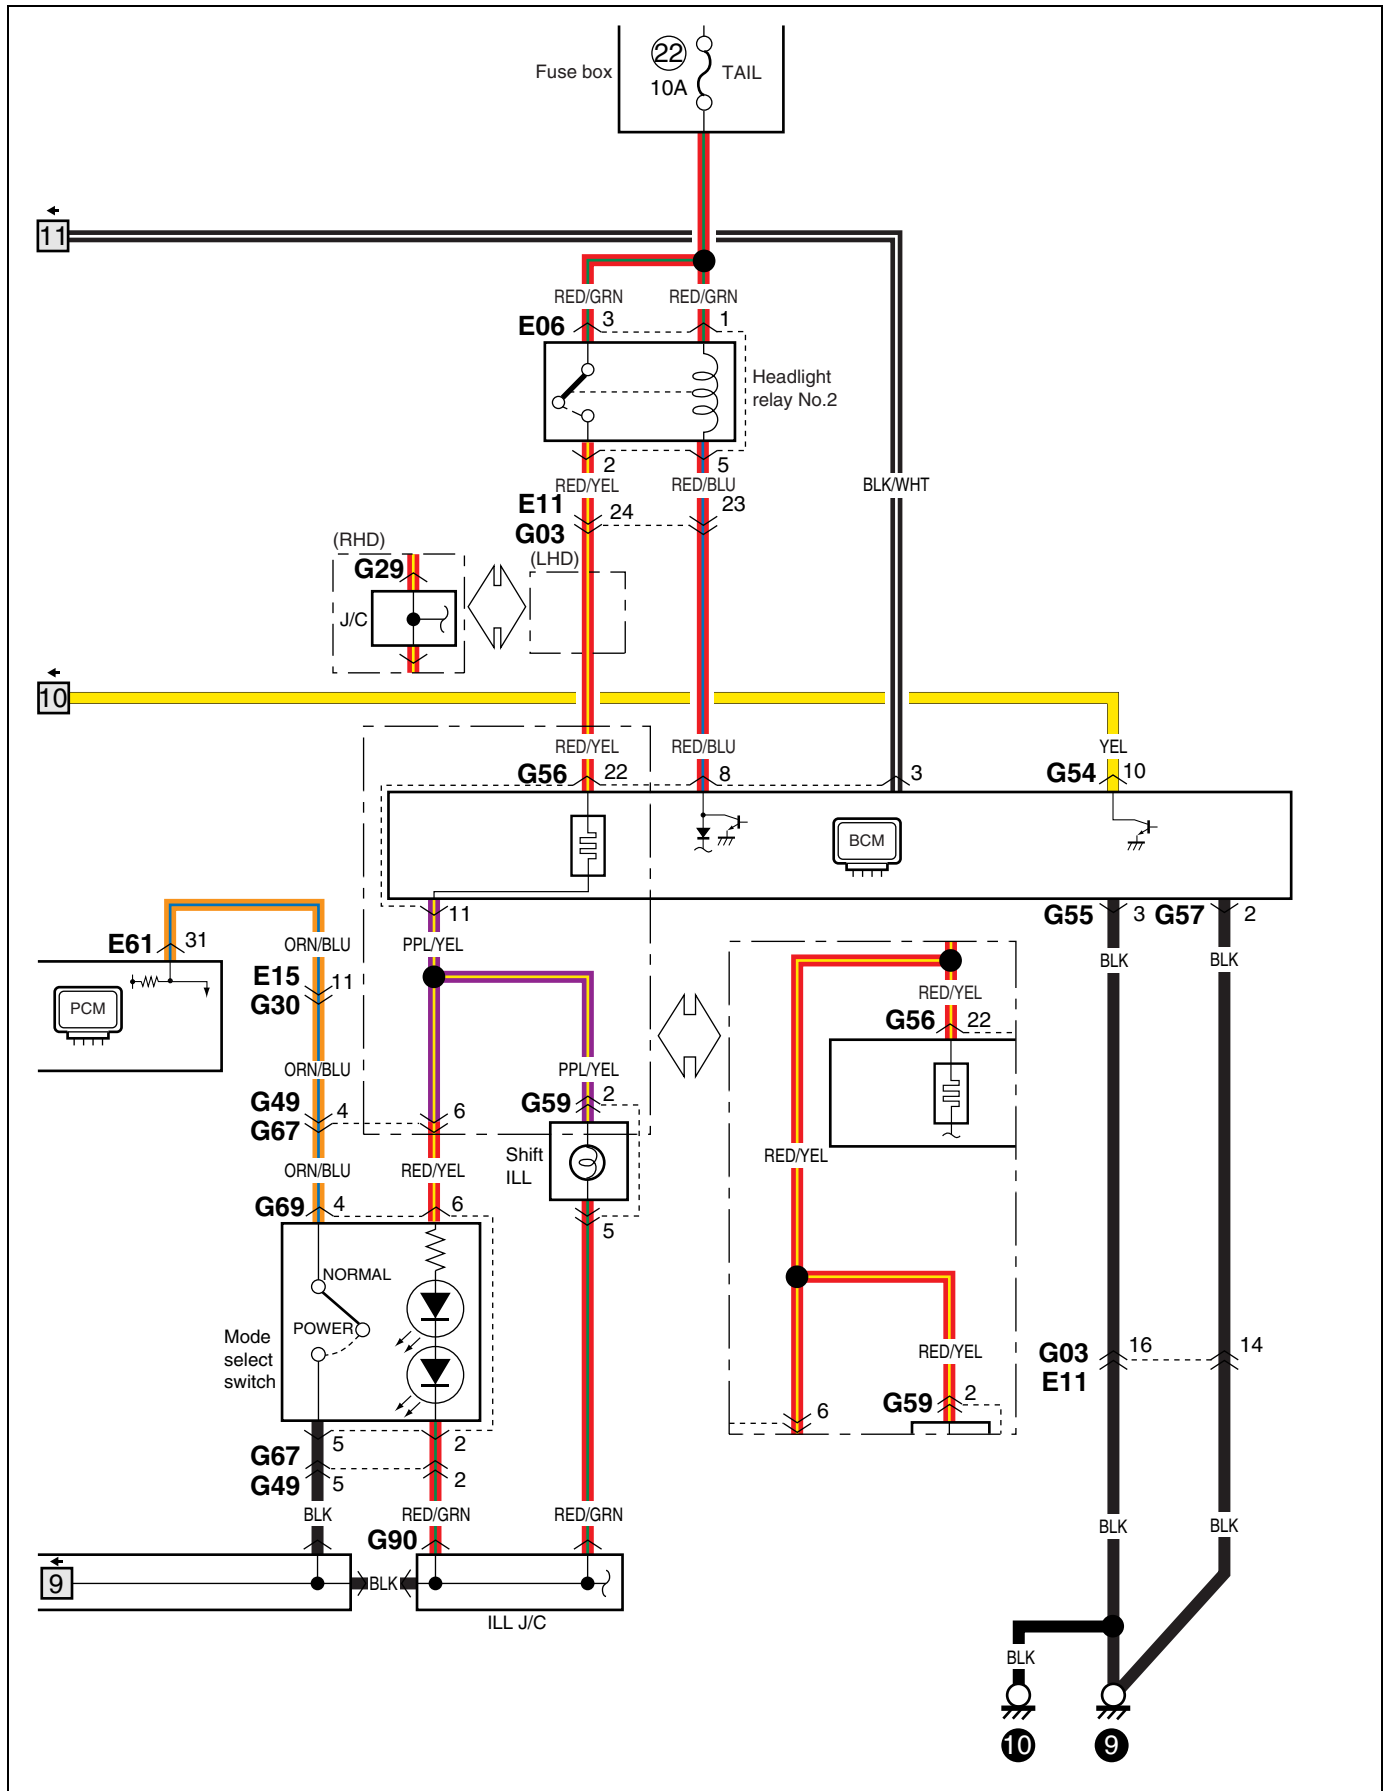 22
10A
Fuse box
TAIL
11
RED/GRN RED/GRN
E06 3 1
Headlight
relay No.2
2 5
RED/YEL RED/BLU BLK/WHT
E11 24 23
G03
(RHD) (LHD)
G29
J/C
10
RED/YEL RED/BLU YEL
G56 22 8 3 G54 10
BCM
11 G55 3 G57 2
E61 31 ORN/BLU PPL/YEL BLK BLK
E15 11
G30
PCM
RED/YEL
G56 22
ORN/BLU PPL/YEL
G49 4 6 G59 2
G67
Shift
ILL
RED/YEL
ORN/BLU RED/YEL
G69 4 6
5
NORMAL
POWER
Mode
select
switch
RED/YEL
G03 16 14
E11
G59 2
6
5 2
G67
G49 5 2
BLK RED/GRN RED/GRN
BLK BLK
G90
9
BLK
ILL J/C
BLK
10 9